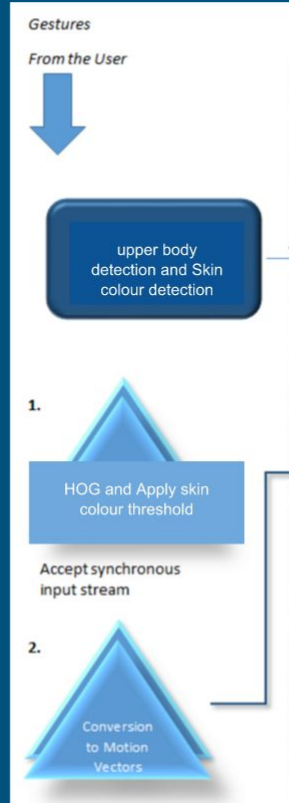 Gestures
From the User
upper body
detection and Skin
colour detection
1.
HOG and Apply skin
colour threshold
Accept synchronous
input stream
2.
Conversion
to Motion
Vectors